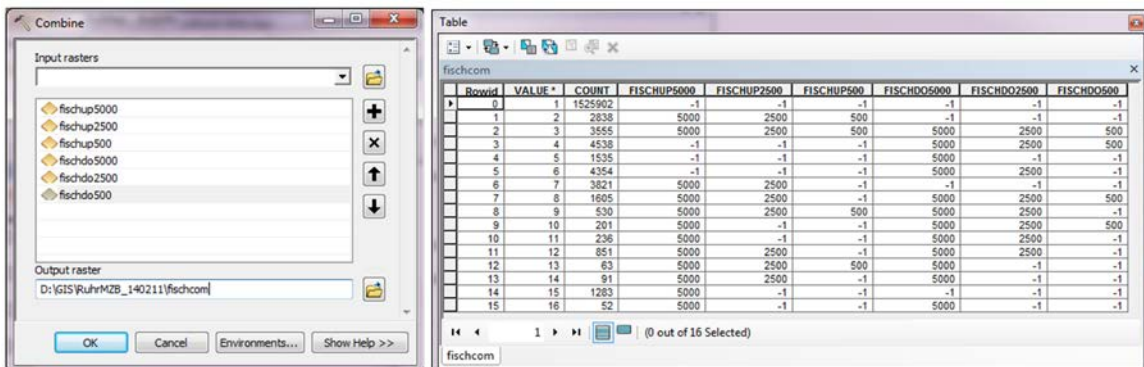 Combine
Input rasters
fischup5000
fischup2500
fischup500
fischdo5000
fischdo2500
fischdo500
Output raster
D:\GIS\RuhrMZB_140211\fischcom
OK Cancel Environments... Show Help >>
Table
fischcom
Rowid VALUE * COUNT FISCHUP5000 FISCHUP2500 FISCHUP500 FISCHDO5000 FISCHDO2500 FISCHDO500
0 1 1525902 -1 -1 -1 -1 -1 -1
1 2 2838 5000 2500 500 -1 -1 -1
2 3 3555 5000 2500 500 5000 2500 500
3 4 4538 -1 -1 -1 5000 2500 500
4 5 1535 -1 -1 -1 5000 -1 -1
5 6 4354 -1 -1 -1 5000 2500 -1
6 7 3821 5000 2500 -1 -1 -1 -1
7 8 1605 5000 2500 -1 5000 2500 500
8 9 530 5000 2500 500 5000 2500 -1
9 10 201 5000 -1 -1 5000 2500 500
10 11 236 5000 -1 -1 5000 2500 -1
11 12 851 5000 2500 -1 5000 2500 -1
12 13 63 5000 2500 500 5000 -1 -1
13 14 91 5000 2500 -1 5000 -1 -1
14 15 1283 5000 -1 -1 -1 -1 -1
15 16 52 5000 -1 -1 5000 -1 -1
1 (0 out of 16 Selected)
fischcom